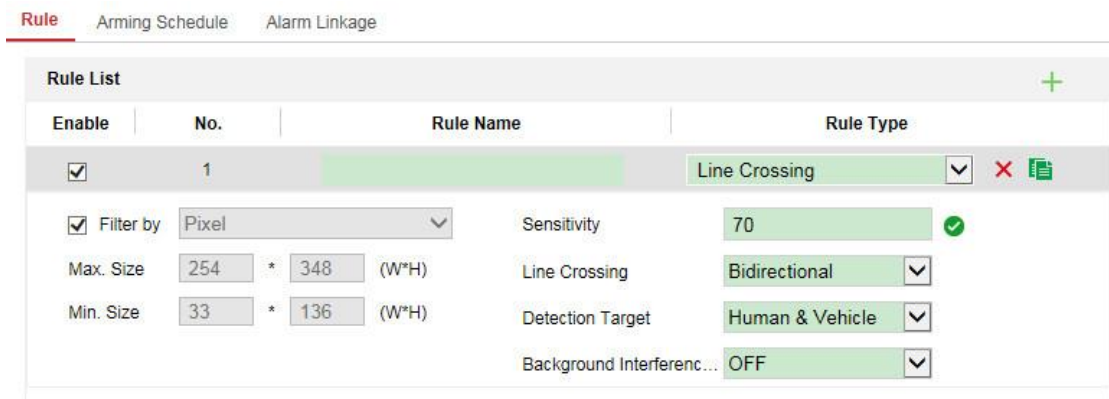 Rule Arming Schedule Alarm Linkage
Rule List
Enable No. Rule Name Rule Type
1 Line Crossing
Filter by Pixel Sensitivity 70
Max. Size 254 * 348 (W*H) Line Crossing Bidirectional
Min. Size 33 * 136 (W*H) Detection Target Human & Vehicle
Background Interferenc... OFF